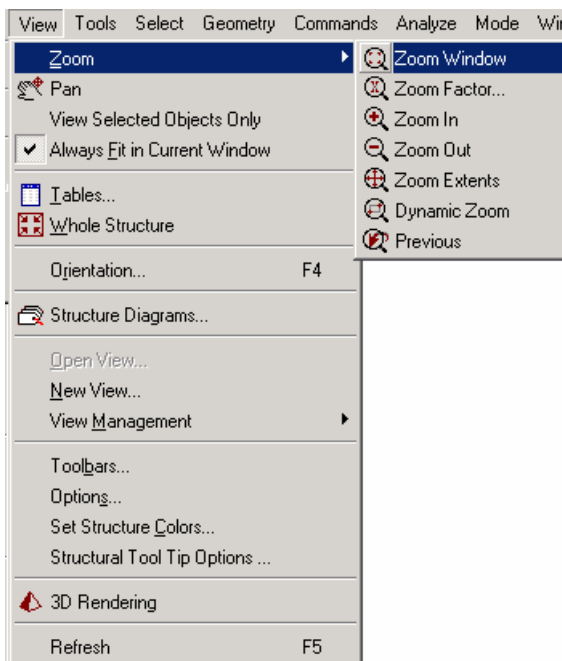 View Tools Select Geometry Commands Analyze Mode
Zoom
Pan
View Selected Objects Only
✔ Always Fit in Current Window
Tables...
Whole Structure
Orientation... F4
Structure Diagrams...
Open View...
New View...
View Management
Toolbars...
Options...
Set Structure Colors...
Structural Tool Tip Options ...
3D Rendering
Refresh F5
Zoom Window
Zoom Factor...
Zoom In
Zoom Out
Zoom Extents
Dynamic Zoom
Previous